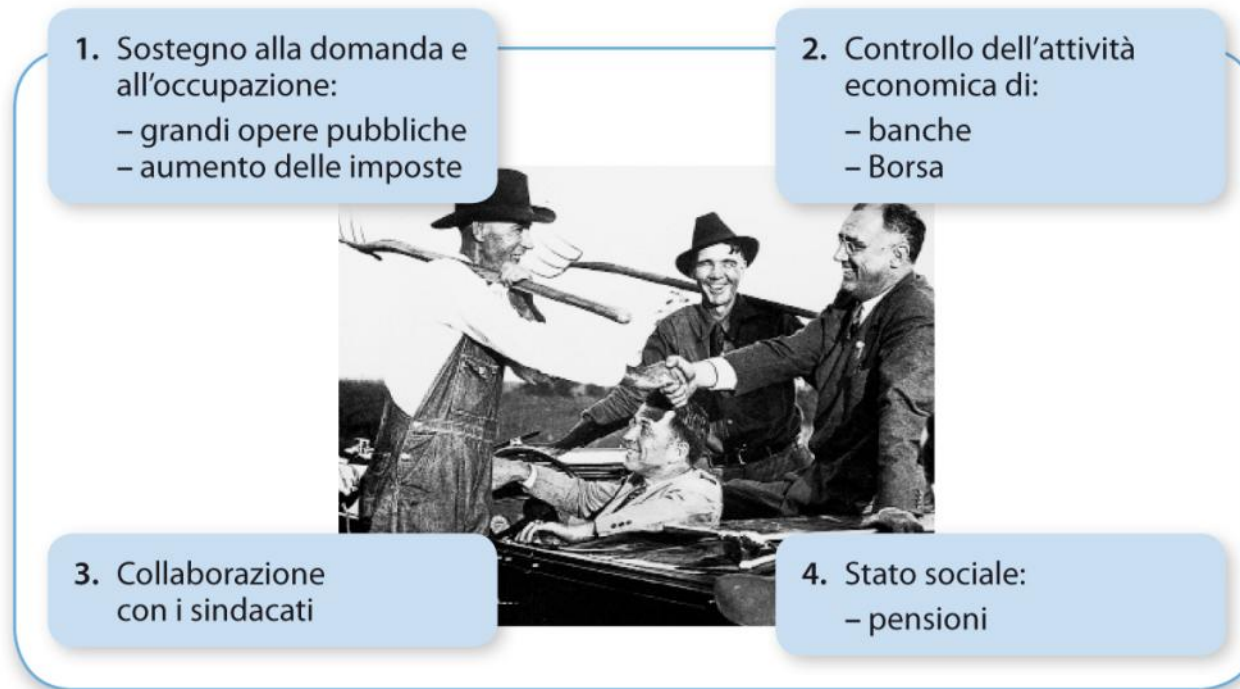 1. Sostegno alla domanda e
all'occupazione:
– grandi opere pubbliche
– aumento delle imposte
2. Controllo dell'attività
economica di:
– banche
– Borsa
3. Collaborazione
con i sindacati
4. Stato sociale:
– pensioni